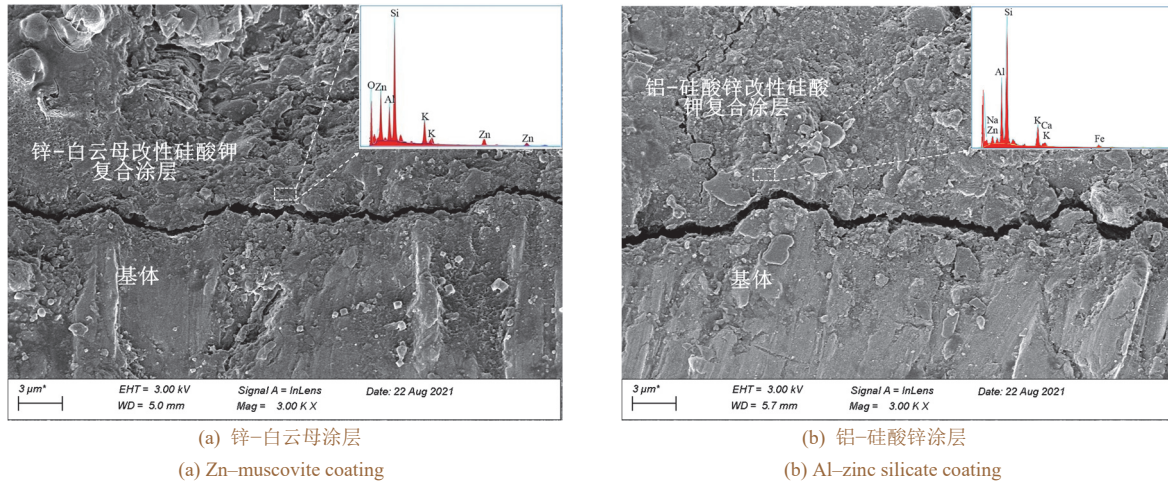 Si
O
Zn
Al
K
K
Zn
Zn
锌-白云母改性硅酸钾
复合涂层
基体
3 μm*
EHT = 3.00 kV
Signal A = InLens
Date: 22 Aug 2021
WD = 5.0 mm
Mag = 3.00 K X
(a) 锌-白云母涂层
(a) Zn–muscovite coating
Si
Al
Na
Zn
K
Ca
K
Fe
铝-硅酸锌改性硅酸
钾复合涂层
基体
3 μm*
EHT = 3.00 kV
Signal A = InLens
Date: 22 Aug 2021
WD = 5.7 mm
Mag = 3.00 K X
(b) 铝-硅酸锌涂层
(b) Al–zinc silicate coating